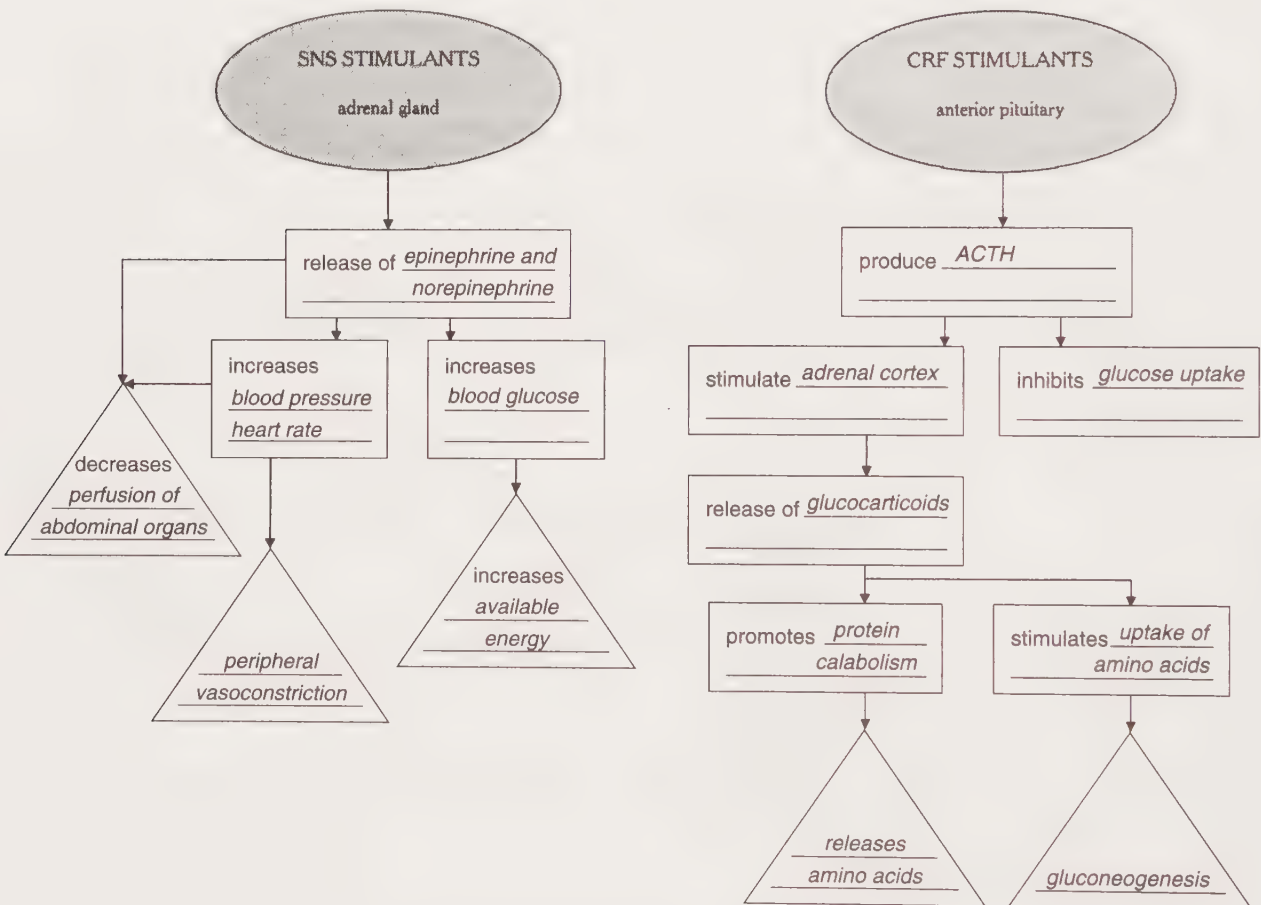 SNS STIMULANTS
adrenal gland
release of epinephrine and
norepinephrine
increases
blood pressure
heart rate
increases
blood glucose
decreases
perfusion of
abdominal organs
peripheral
vasoconstriction
increases
available
energy
CRF STIMULANTS
anterior pituitary
produce ACTH
stimulate adrenal cortex
inhibits glucose uptake
release of glucocarticoids
promotes protein
calabolism
stimulates uptake of
amino acids
releases
amino acids
gluconeogenesis